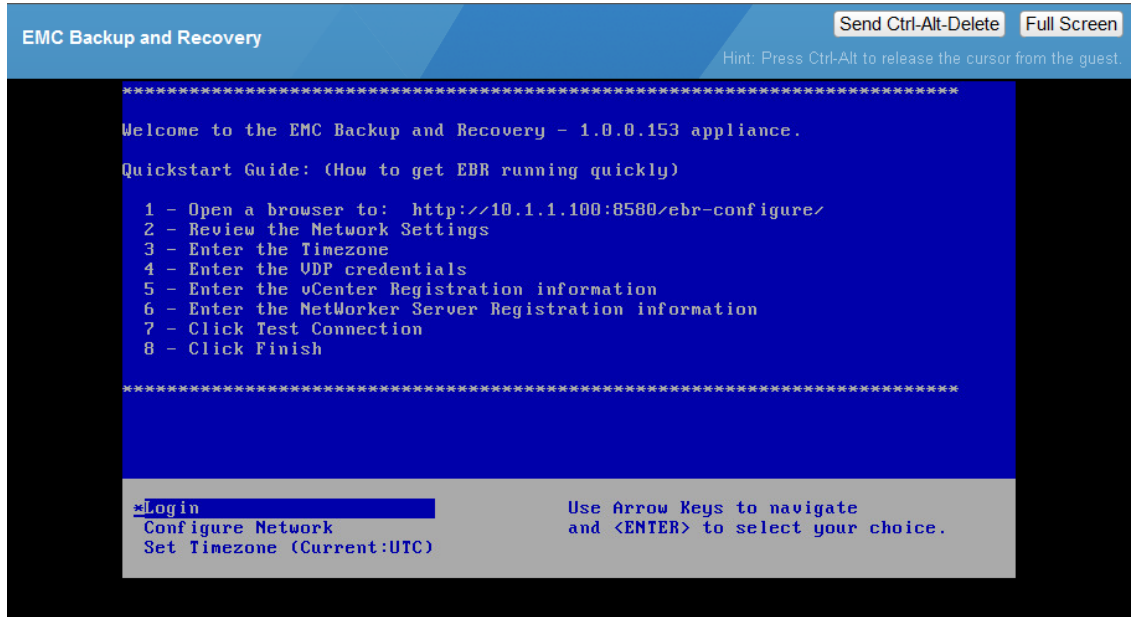 EMC Backup and Recovery
Send Ctrl-Alt-Delete
Full Screen
Hint: Press Ctrl-Alt to release the cursor from the guest.
***************************************************************************
Welcome to the EMC Backup and Recovery - 1.0.0.153 appliance.
Quickstart Guide: (How to get EBR running quickly)
1 - Open a browser to:  http://10.1.1.100:8580/ebr-configure/
2 - Review the Network Settings
3 - Enter the Timezone
4 - Enter the VDP credentials
5 - Enter the vCenter Registration information
6 - Enter the NetWorker Server Registration information
7 - Click Test Connection
8 - Click Finish
***************************************************************************
*Login
Configure Network
Set Timezone (Current:UTC)
Use Arrow Keys to navigate
and <ENTER> to select your choice.